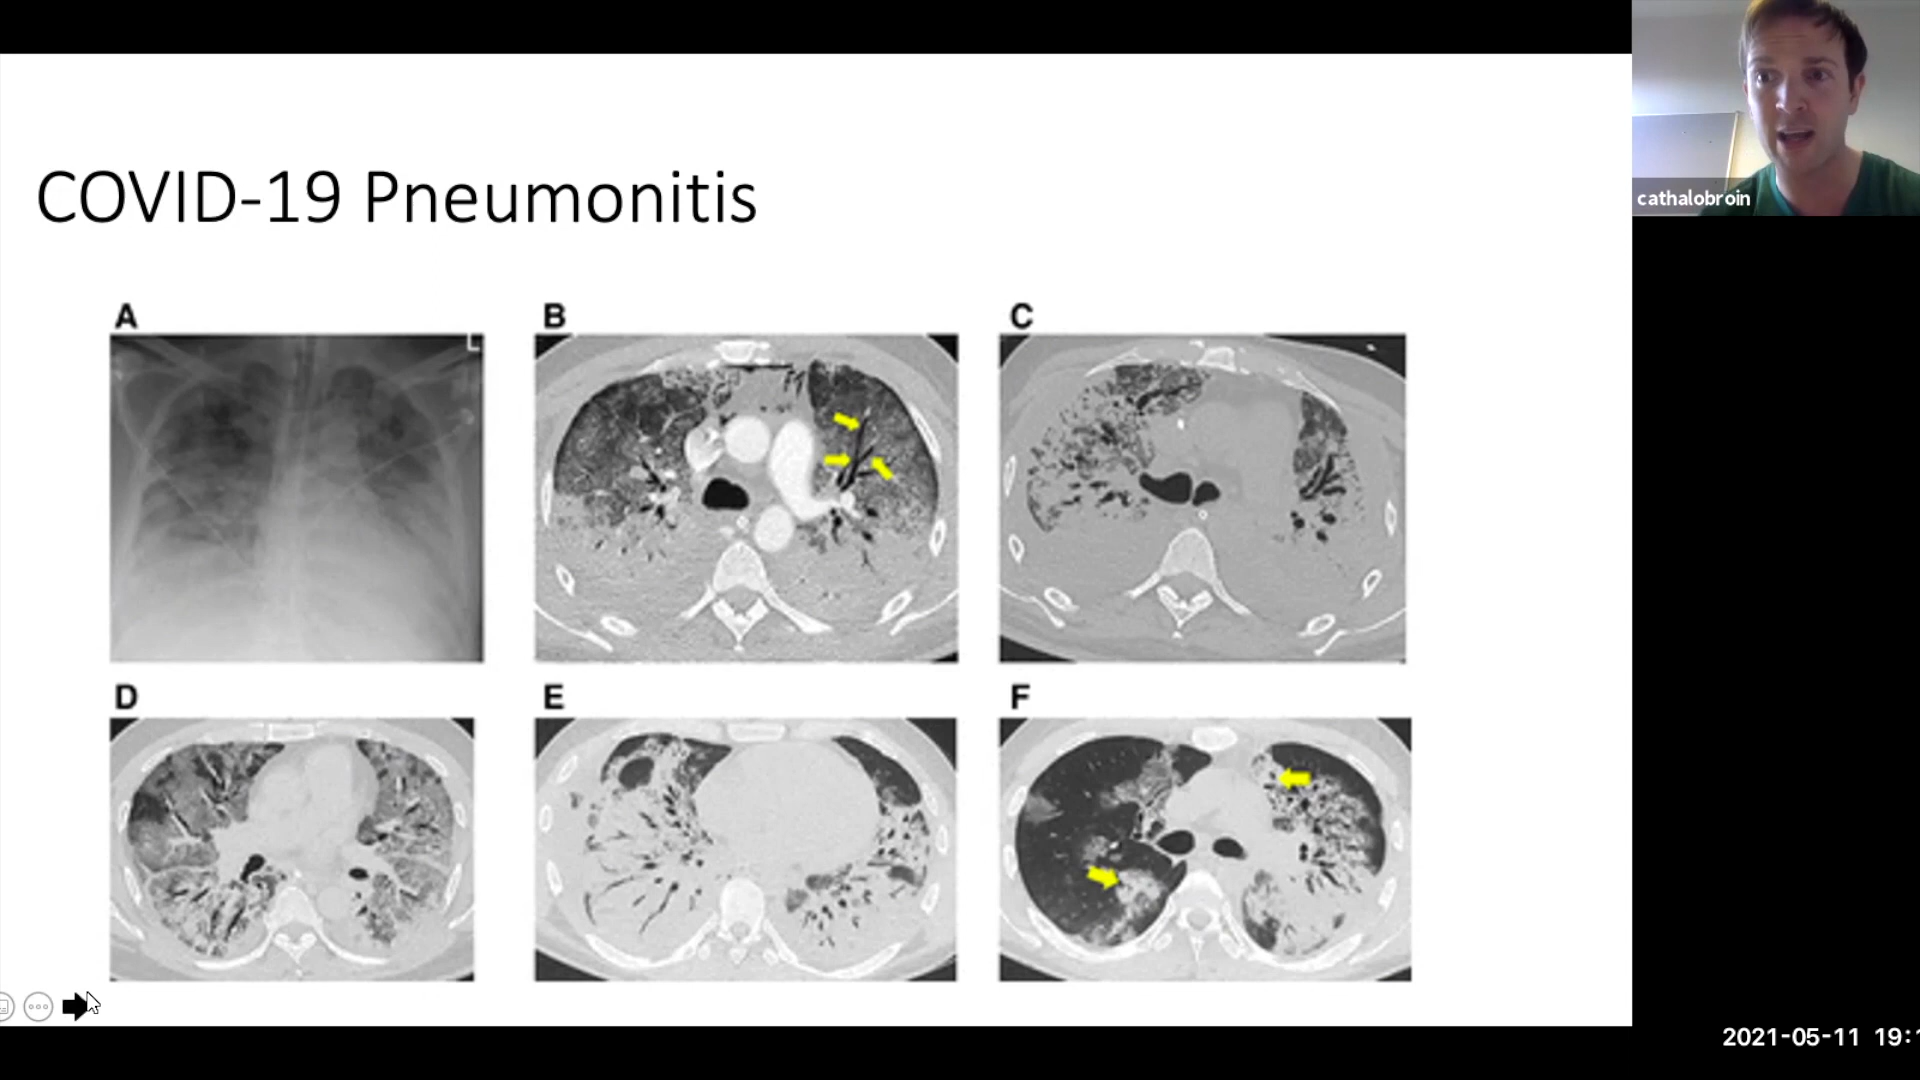 COVID-19 Pneumonitis
cathalobroin
A
B
C
L
D
E
F
2021-05-11 19: